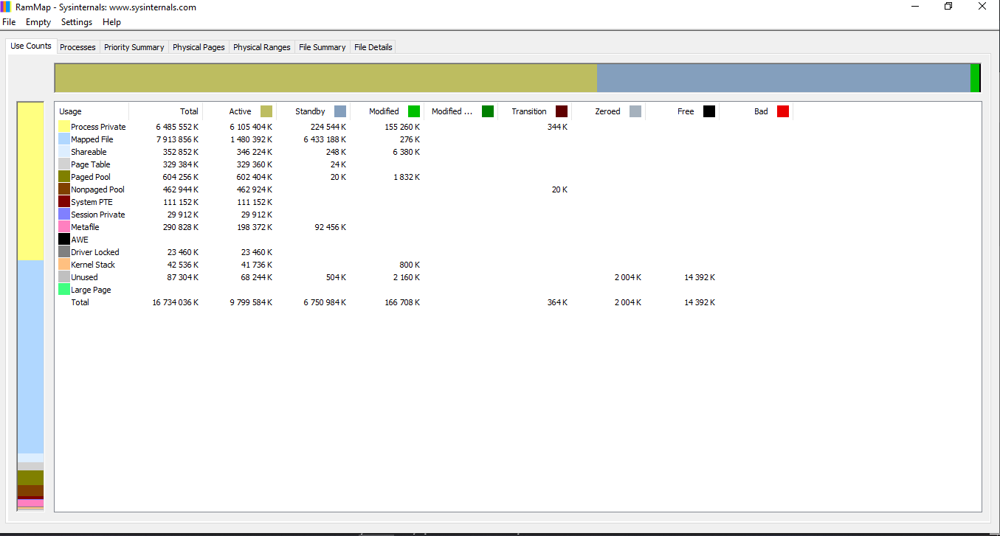 RamMap - Sysinternals: www.sysinternals.com
File Empty Settings Help
Use Counts Processes Priority Summary Physical Pages Physical Ranges File Summary File Details
Usage Total Active Standby Modified Modified ... Transition Zeroed Free Bad
Process Private 6 485 552 K 6 105 404 K 224 544 K 155 260 K 344 K
Mapped File 7 913 856 K 1 480 392 K 6 433 188 K 276 K
Shareable 352 852 K 346 224 K 248 K 6 380 K
Page Table 329 384 K 329 360 K 24 K
Paged Pool 604 256 K 602 404 K 20 K 1 832 K
Nonpaged Pool 462 944 K 462 924 K 20 K
System PTE 111 152 K 111 152 K
Session Private 29 912 K 29 912 K
Metafile 290 828 K 198 372 K 92 456 K
AWE
Driver Locked 23 460 K 23 460 K
Kernel Stack 42 536 K 41 736 K 800 K
Unused 87 304 K 68 244 K 504 K 2 160 K 2 004 K 14 392 K
Large Page
Total 16 734 036 K 9 799 584 K 6 750 984 K 166 708 K 364 K 2 004 K 14 392 K